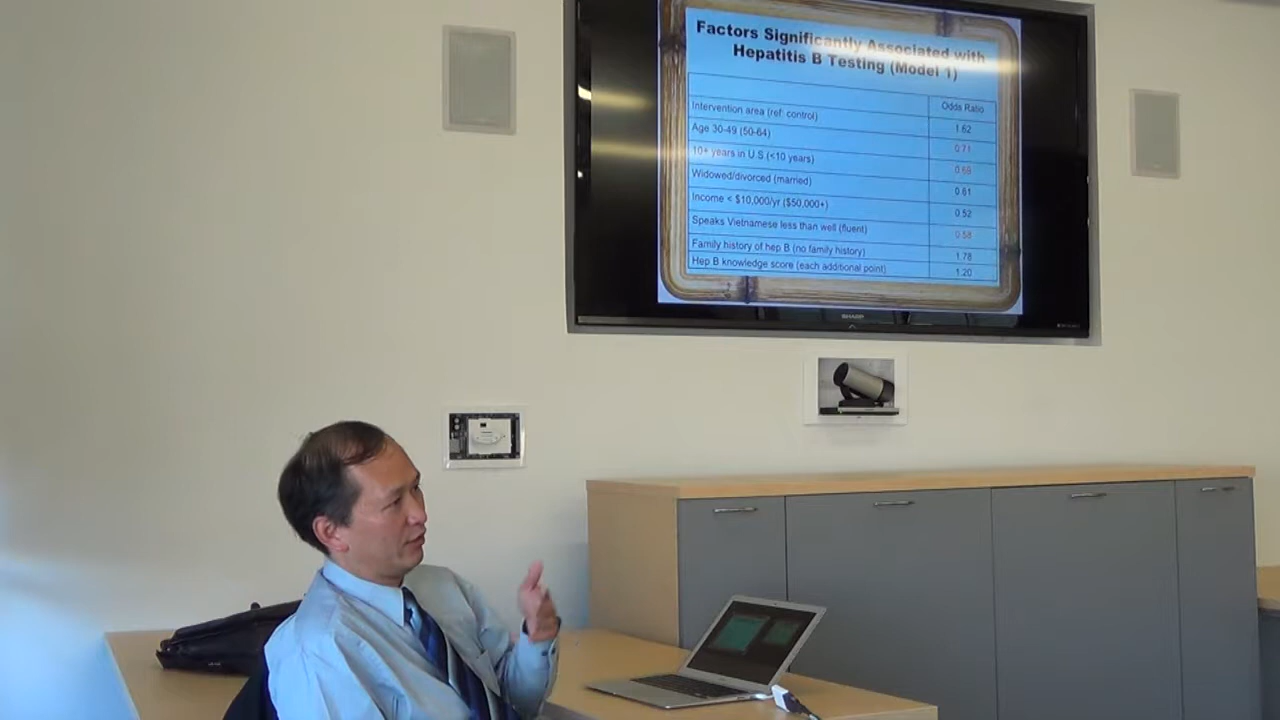 Factors Significantly Associated with
Hepatitis B Testing (Model 1)
Odds Ratio
Intervention area (ref: control) 1.62
Age 30-49 (50-64) 0.71
10+ years in U.S (<10 years) 0.69
Widowed/divorced (married) 0.61
Income < $10,000/yr ($50,000+) 0.52
Speaks Vietnamese less than well (fluent) 0.58
Family history of hep B (no family history) 1.78
Hep B knowledge score (each additional point) 1.20
SHARP